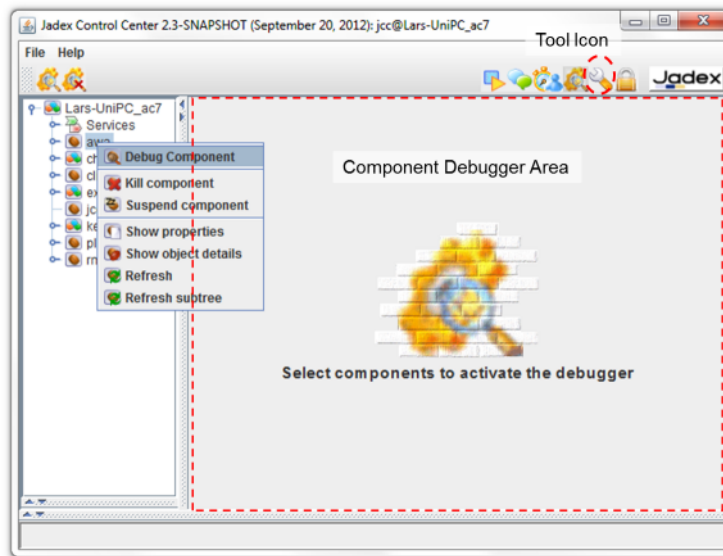 Jadex Control Center 2.3-SNAPSHOT (September 20, 2012): jcc@Lars-UniPC_ac7
Tool Icon
File Help
Jadex
Lars-UniPC_ac7
Services
awa
Debug Component
Kill component
Suspend component
Show properties
Show object details
Refresh
Refresh subtree
Component Debugger Area
Select components to activate the debugger